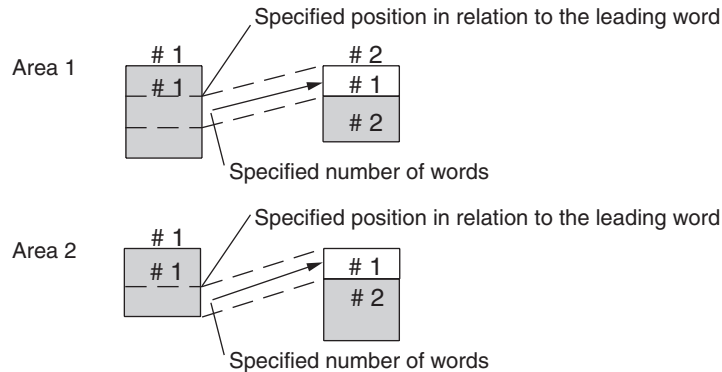 Specified position in relation to the leading word
Area 1
# 1
# 2
# 1
# 1
# 2
Specified number of words
Specified position in relation to the leading word
Area 2
# 1
# 1
# 1
# 2
Specified number of words